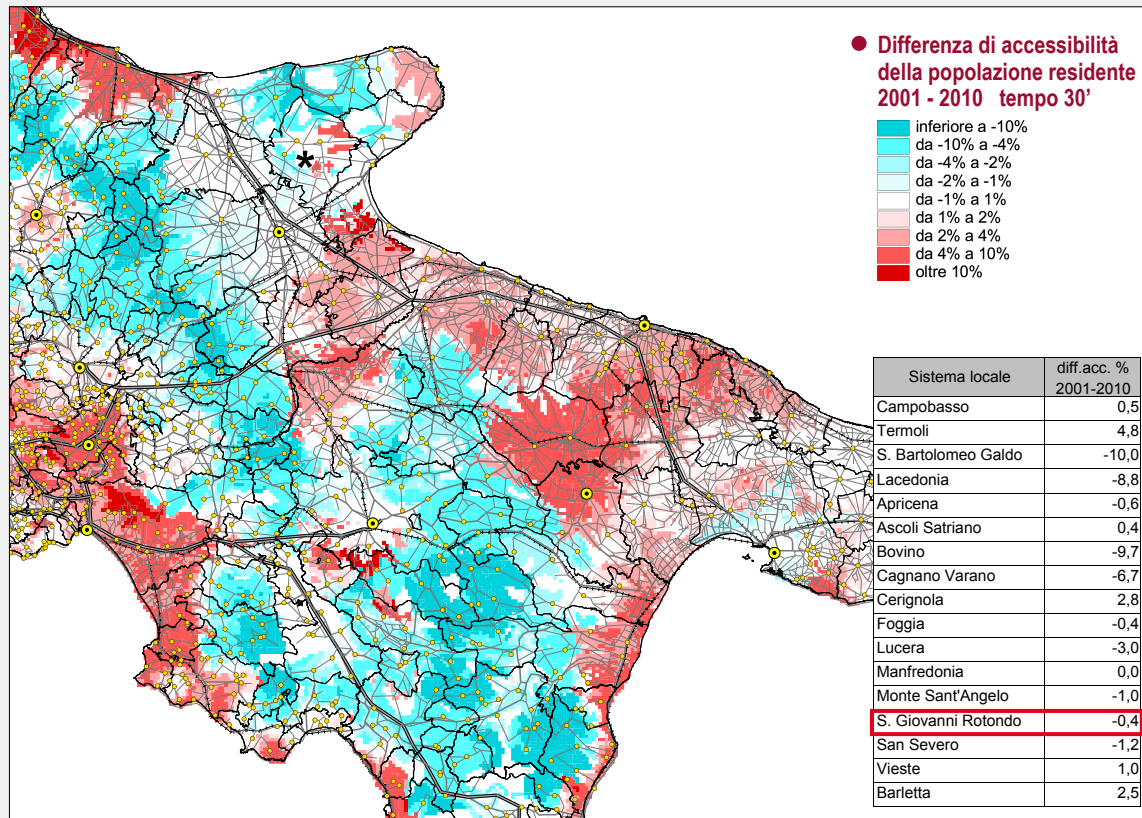 ● Differenza di accessibilità
della popolazione residente
2001 - 2010 tempo 30'
inferiore a -10%
da -10% a -4%
da -4% a -2%
da -2% a -1%
da -1% a 1%
da 1% a 2%
da 2% a 4%
da 4% a 10%
oltre 10%
*
Sistema locale diff.acc. %
2001-2010
Campobasso 0,5
Termoli 4,8
S. Bartolomeo Galdo -10,0
Lacedonia -8,8
Apricena -0,6
Ascoli Satriano 0,4
Bovino -9,7
Cagnano Varano -6,7
Cerignola 2,8
Foggia -0,4
Lucera -3,0
Manfredonia 0,0
Monte Sant'Angelo -1,0
S. Giovanni Rotondo -0,4
San Severo -1,2
Vieste 1,0
Barletta 2,5